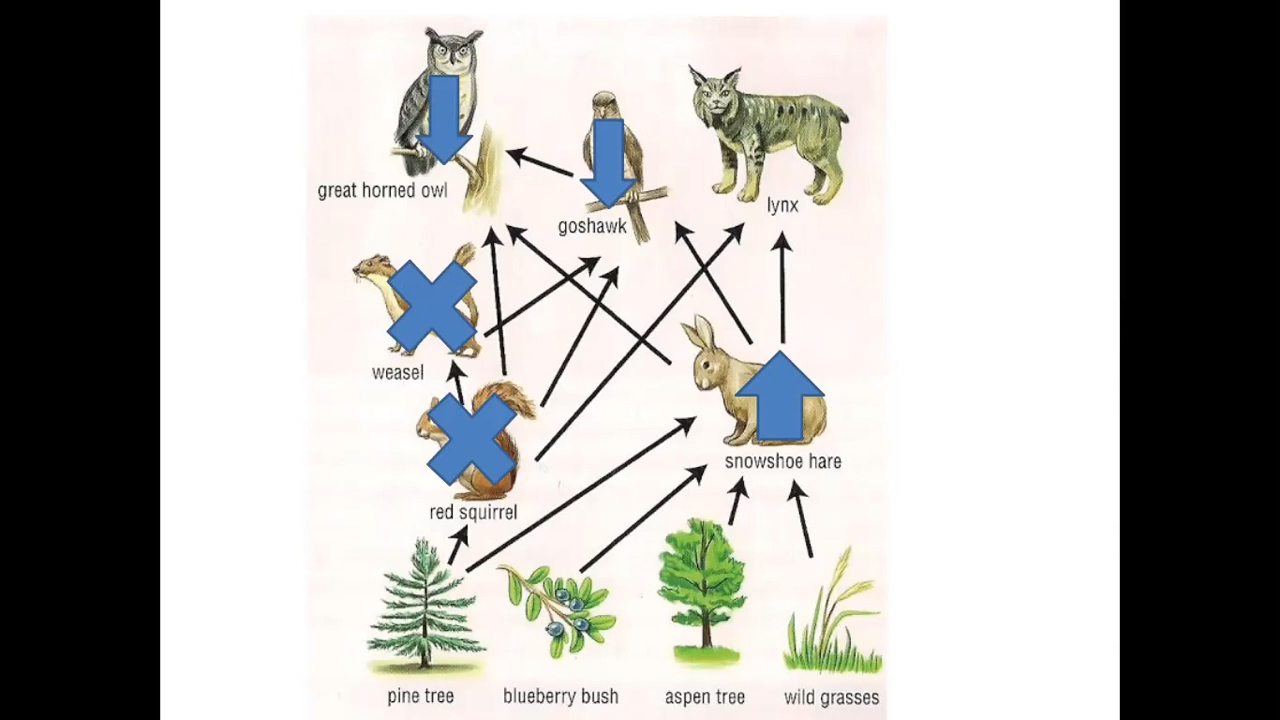 great horned owl
goshawk
lynx
weasel
red squirrel
snowshoe hare
pine tree
blueberry bush
aspen tree
wild grasses